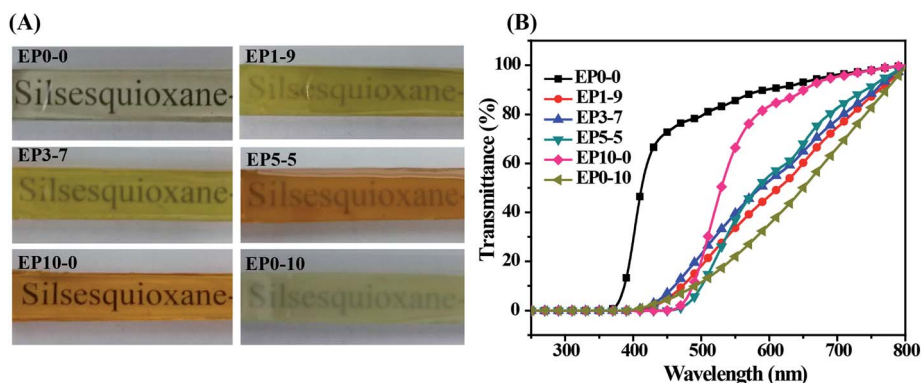 (A)
EP0-0
Silsesquioxane-
EP1-9
Silsesquioxane-
EP3-7
Silsesquioxane-
EP5-5
Silsesquioxane-
EP10-0
Silsesquioxane-
EP0-10
Silsesquioxane-
(B)
100
80
60
40
20
0
Transmittance (%)
EP0-0
EP1-9
EP3-7
EP5-5
EP10-0
EP0-10
300 400 500 600 700 800
Wavelength (nm)